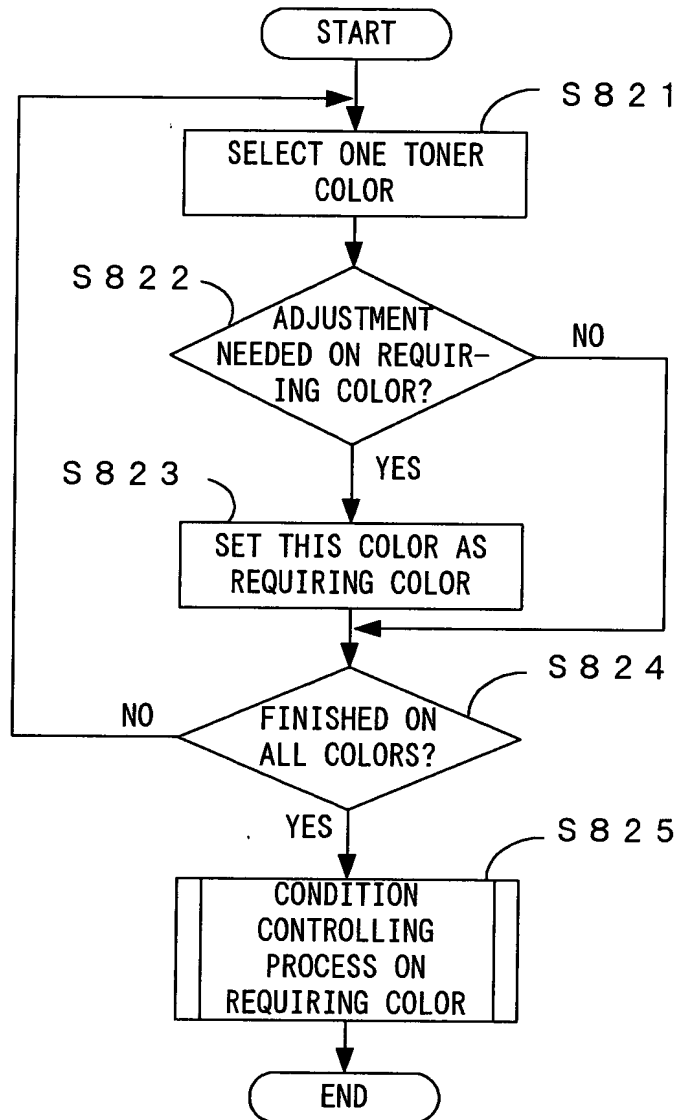 START
S821
SELECT ONE TONER
COLOR
S822
ADJUSTMENT
NEEDED ON REQUIR-
ING COLOR?
NO
YES
S823
SET THIS COLOR AS
REQUIRING COLOR
S824
NO
FINISHED ON
ALL COLORS?
YES
S825
CONDITION
CONTROLLING
PROCESS ON
REQUIRING COLOR
END